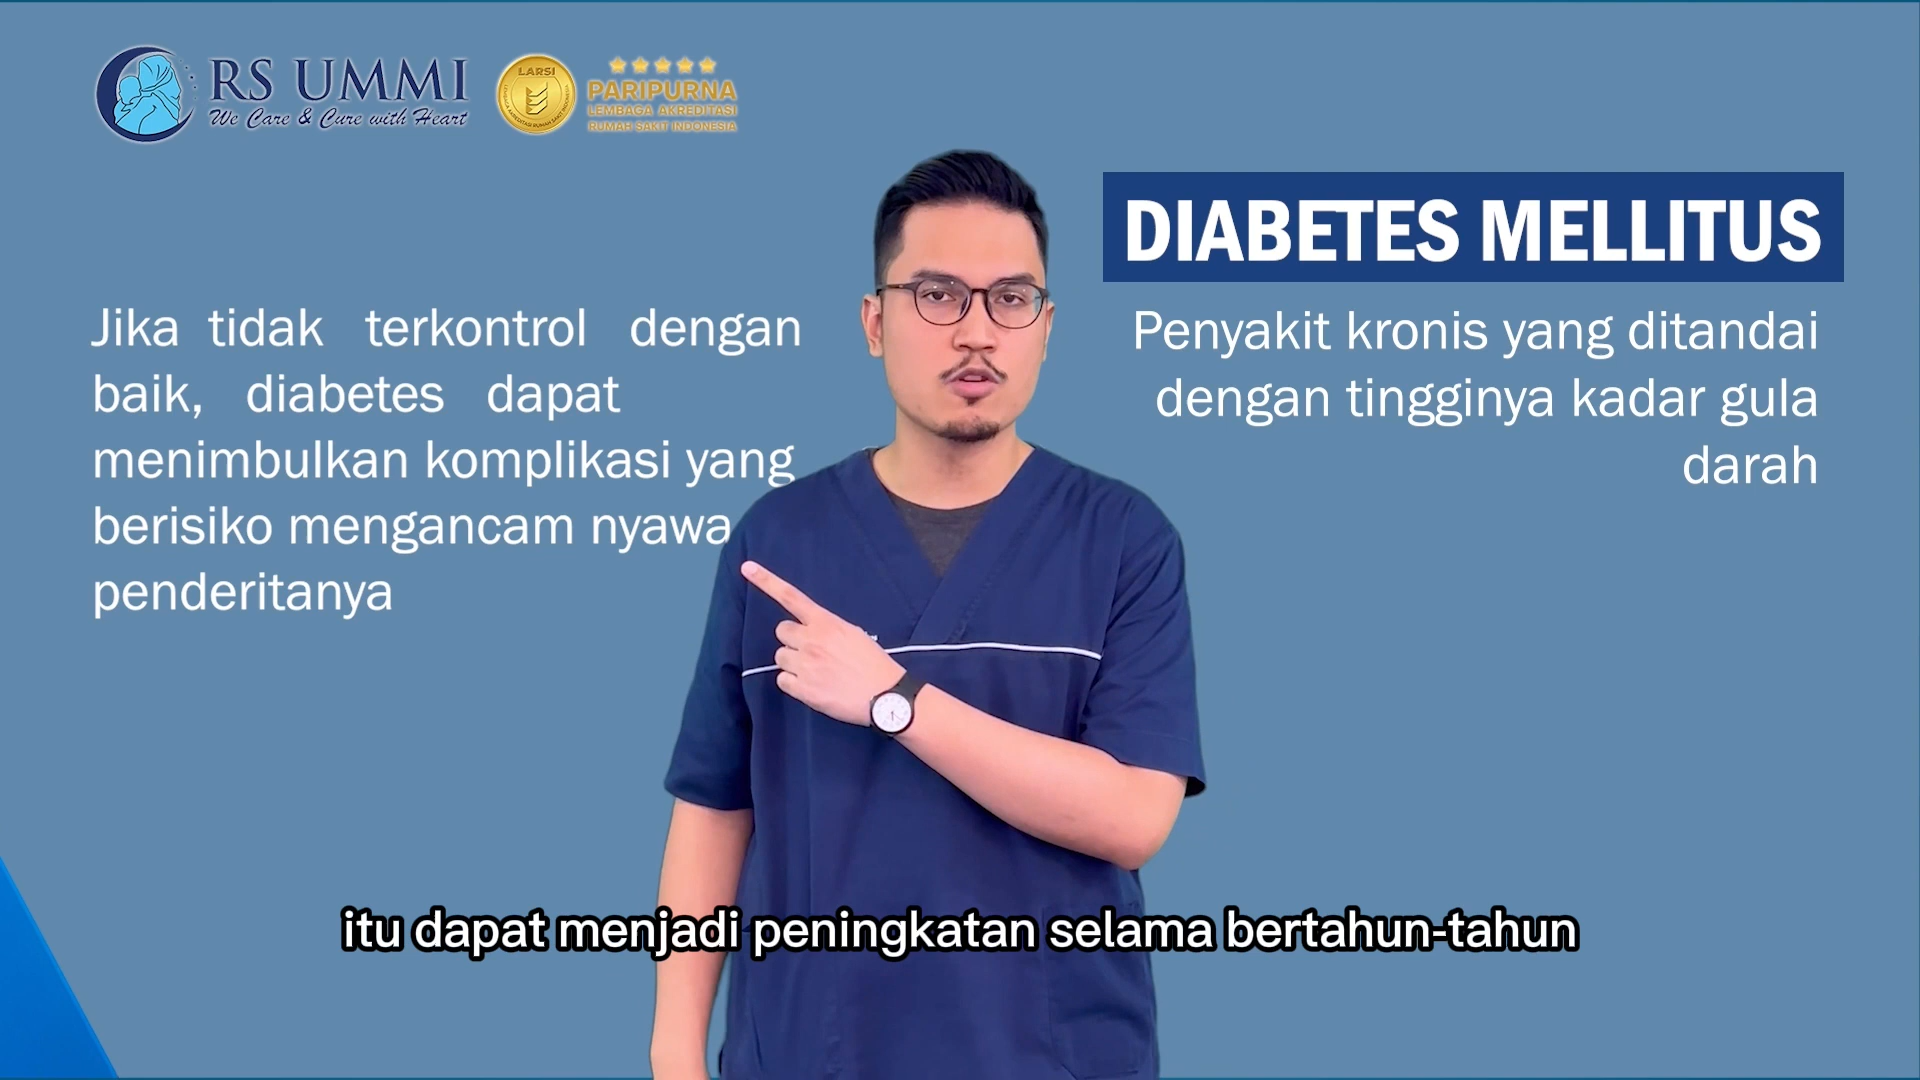 RS UMMI
We Care & Cure with Heart
LARSI
PARIPURNA
LEMBAGA AKREDITASI
RUMAH SAKIT INDONESIA
DIABETES MELLITUS
Penyakit kronis yang ditandai
dengan tingginya kadar gula
darah
Jika tidak terkontrol dengan
baik, diabetes dapat
menimbulkan komplikasi yang
berisiko mengancam nyawa
penderitanya
itu dapat menjadi peningkatan selama bertahun-tahun